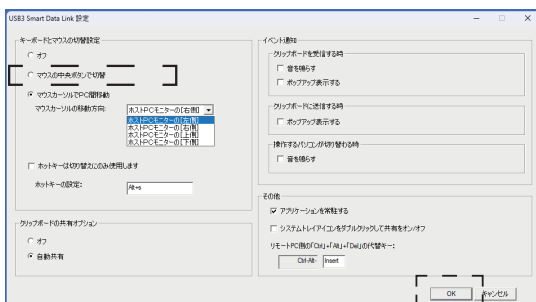 USB3 Smart Data Link 設定
キーボードとマウスの切替設定
オフ
マウスの中央ボタンで切替
マウスカーソルでPC間移動
マウスカーソルの移動方向:
ホストPCモニターの[右側]
ホストPCモニターの[左側]
ホストPCモニターの[右側]
ホストPCモニターの[上側]
ホストPCモニターの[下側]
ホットキーは切り替えにのみ使用します
ホットキーの設定:
Alt+s
クリップボードの共有オプション
オフ
自動共有
イベント通知
クリップボードを受信する時
音を鳴らす
ポップアップ表示する
クリップボードに送信する時
ポップアップ表示する
操作するパソコンが切り替わる時
音を鳴らす
その他
アプリケーションを常駐する
システムトレイアイコンをダブルクリックして共有をオン/オフ
リモートPC側の「Ctrl」+「Alt」+「Del」の代替キー:
Ctrl-Alt- Insert
OK キャンセル